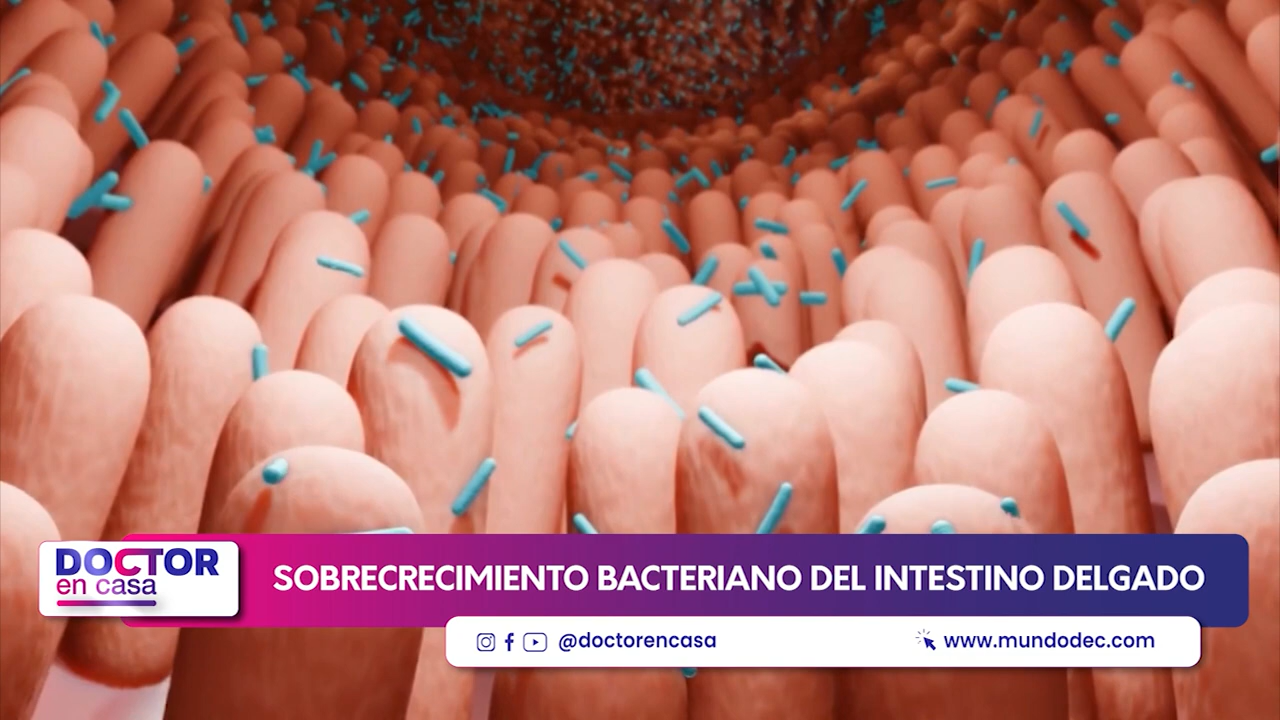 DOCTOR
en casa
SOBRECRECIMIENTO BACTERIANO DEL INTESTINO DELGADO
@doctorencasa
www.mundodec.com